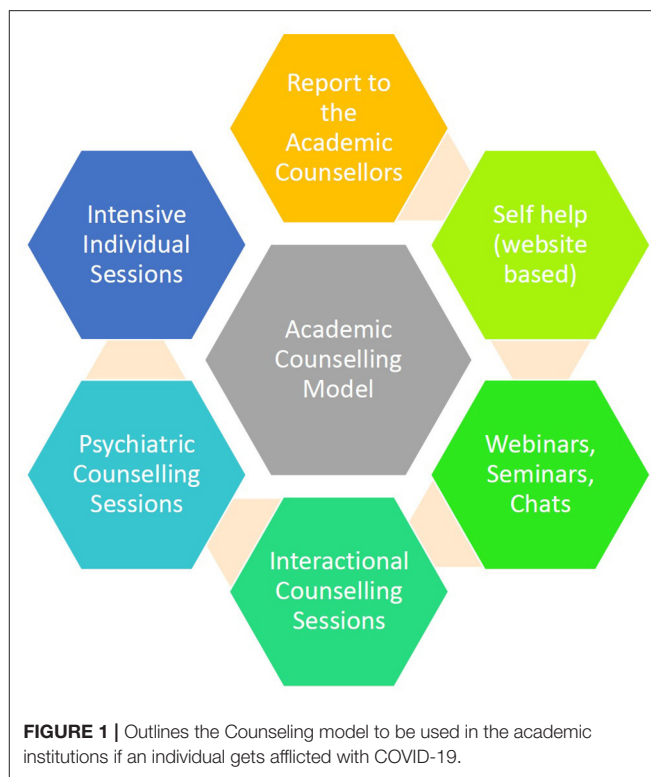 Report to
the
Academic
Counsellors
Self help
(website
based)
Webinars,
Seminars,
Chats
Interactional
Counselling
Sessions
Psychiatric
Counselling
Sessions
Intensive
Individual
Sessions
Academic
Counselling
Model
FIGURE 1 | Outlines the Counseling model to be used in the academic
institutions if an individual gets afflicted with COVID-19.